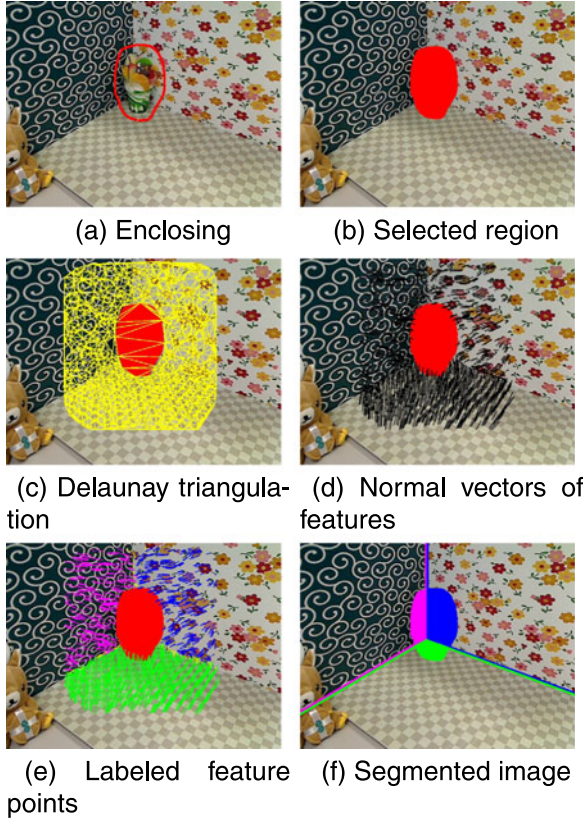 (a) Enclosing
(b) Selected region
(c) Delaunay triangula-
tion
(d) Normal vectors of
features
(e) Labeled feature
points
(f) Segmented image